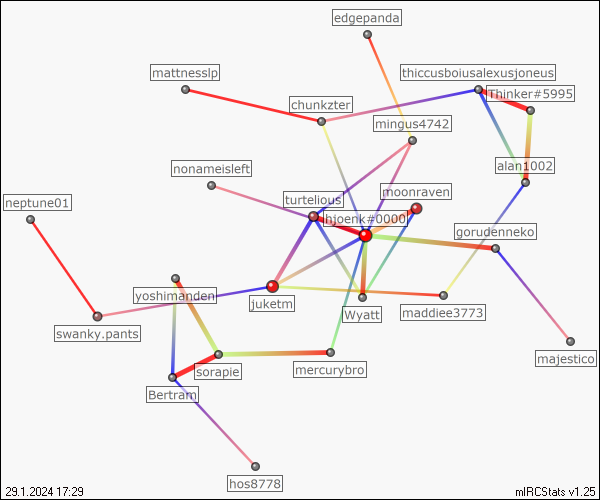 edgepanda
mattnesslp
thiccusboiusalexusjoneus
Thinker#5995
chunkzter
mingus4742
nonameisleft
alan1002
moonraven
neptune01
turtelious
hjoenk#0000
gorudenneko
yoshimanden
juketm
Wyatt
maddiee3773
swanky.pants
majestico
sorapie
mercurybro
Bertram
hos8778
29.1.2024 17:29
mIRCStats v1.25